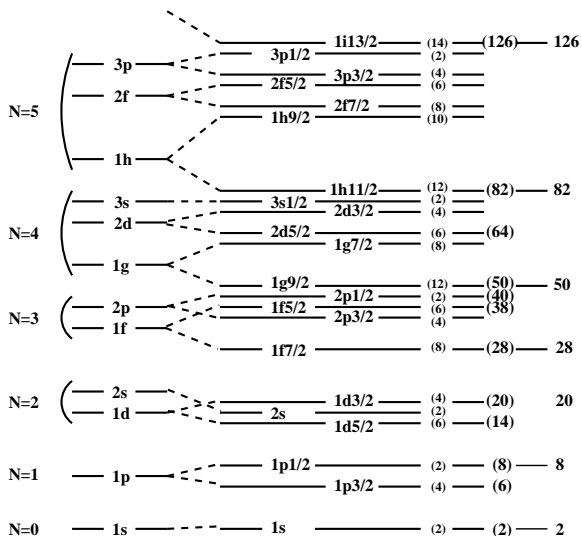 1i13/2 (14) (126) 126
3p1/2 (2)
3p 3p3/2 (4)
2f5/2 (6)
2f 2f7/2 (8)
N=5 1h9/2 (10)
1h
1h11/2 (12) (82) 82
3s 3s1/2 (2)
2d 2d3/2 (4)
N=4 2d5/2 (6) (64)
1g7/2 (8)
1g
1g9/2 (12) (50) 50
2p 2p1/2 (2) (40)
N=3 1f5/2 (6) (38)
1f 2p3/2 (4)
1f7/2 (8) (28) 28
2s
N=2 1d3/2 (4) (20) 20
1d 2s (2)
1d5/2 (6) (14)
1p1/2 (2) (8) 8
N=1 1p
1p3/2 (4) (6)
N=0 1s 1s (2) (2) 2